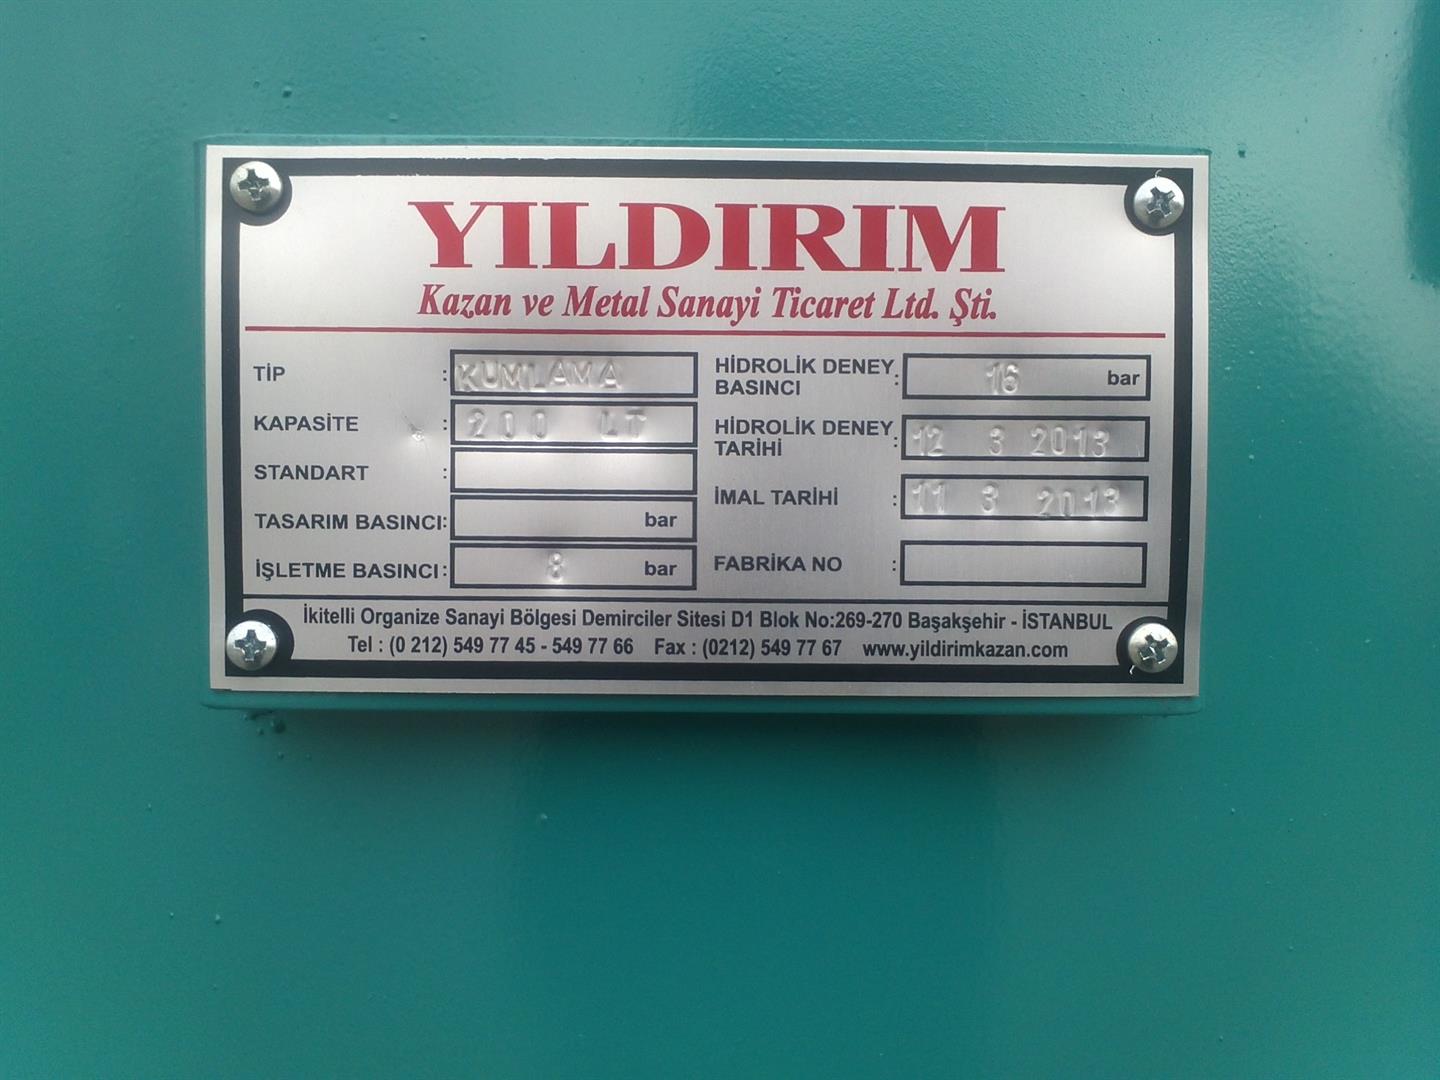 YILDIRIM
Kazan ve Metal Sanayi Ticaret Ltd. Şti.
TİP : KUMLAMA
KAPASİTE : 200 LT
STANDART :
TASARIM BASINCI: bar
İŞLETME BASINCI: 8 bar
HİDROLİK DENEY BASINCI : 16 bar
HİDROLİK DENEY TARİHİ : 12 3 2013
İMAL TARİHİ : 11 3 2013
FABRİKA NO :
İkitelli Organize Sanayi Bölgesi Demirciler Sitesi D1 Blok No:269-270 Başakşehir - İSTANBUL
Tel : (0 212) 549 77 45 - 549 77 66 Fax : (0212) 549 77 67 www.yildirimkazan.com